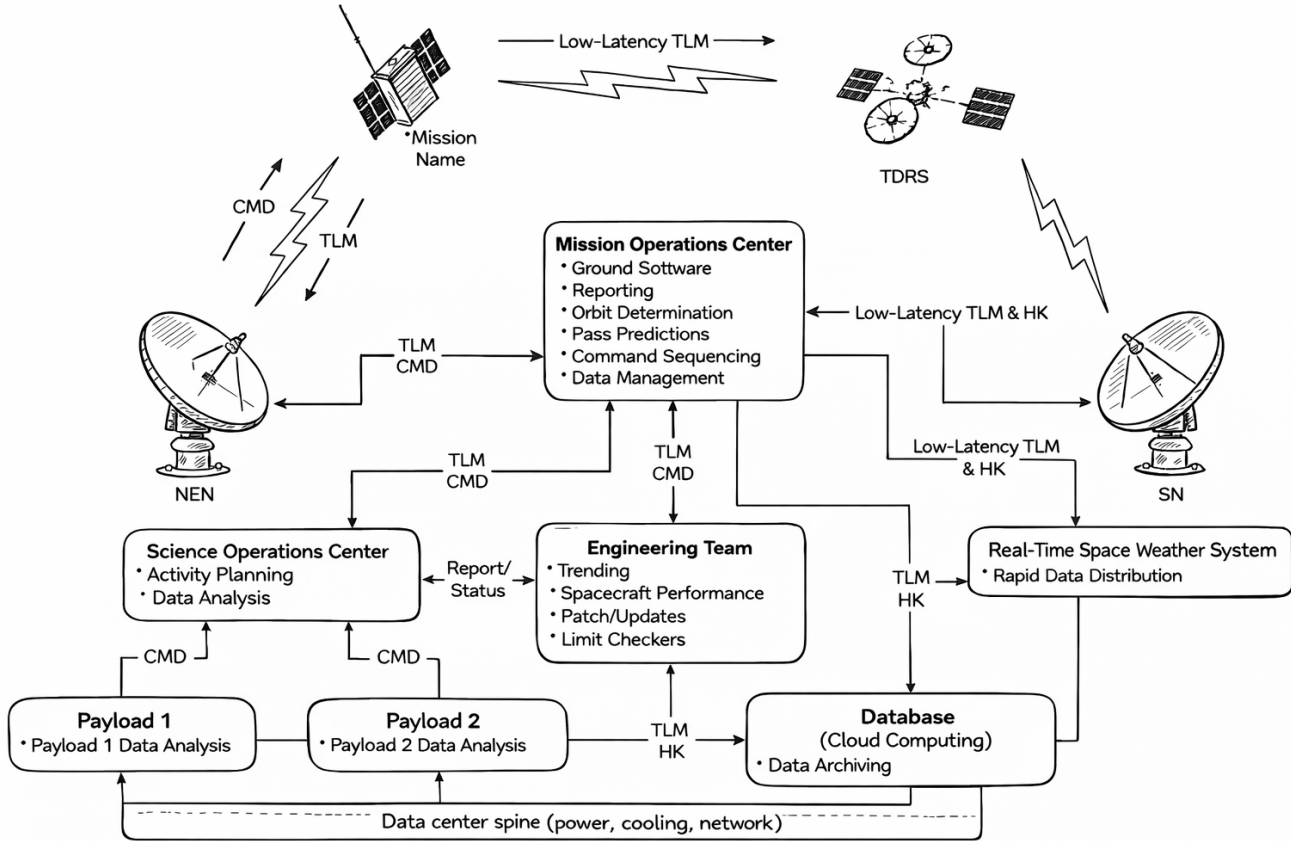 Low-Latency TLM
• Mission
Name
TDRS
CMD
TLM
Mission Operations Center
• Ground Sottware
• Reporting
• Orbit Determination
• Pass Predictions
• Command Sequencing
• Data Management
Low-Latency TLM & HK
TLM
CMD
NEN
TLM
CMD
TLM
CMD
Low-Latency TLM
& HK
SN
Science Operations Center
• Activity Planning
• Data Analysis
Report/
Status
Engineering Team
• Trending
• Spacecraft Performance
• Patch/Updates
• Limit Checkers
TLM
HK
Real-Time Space Weather System
• Rapid Data Distribution
CMD
CMD
Payload 1
• Payload 1 Data Analysis
Payload 2
• Payload 2 Data Analysis
TLM
HK
Database
(Cloud Computing)
• Data Archiving
Data center spine (power, cooling, network)